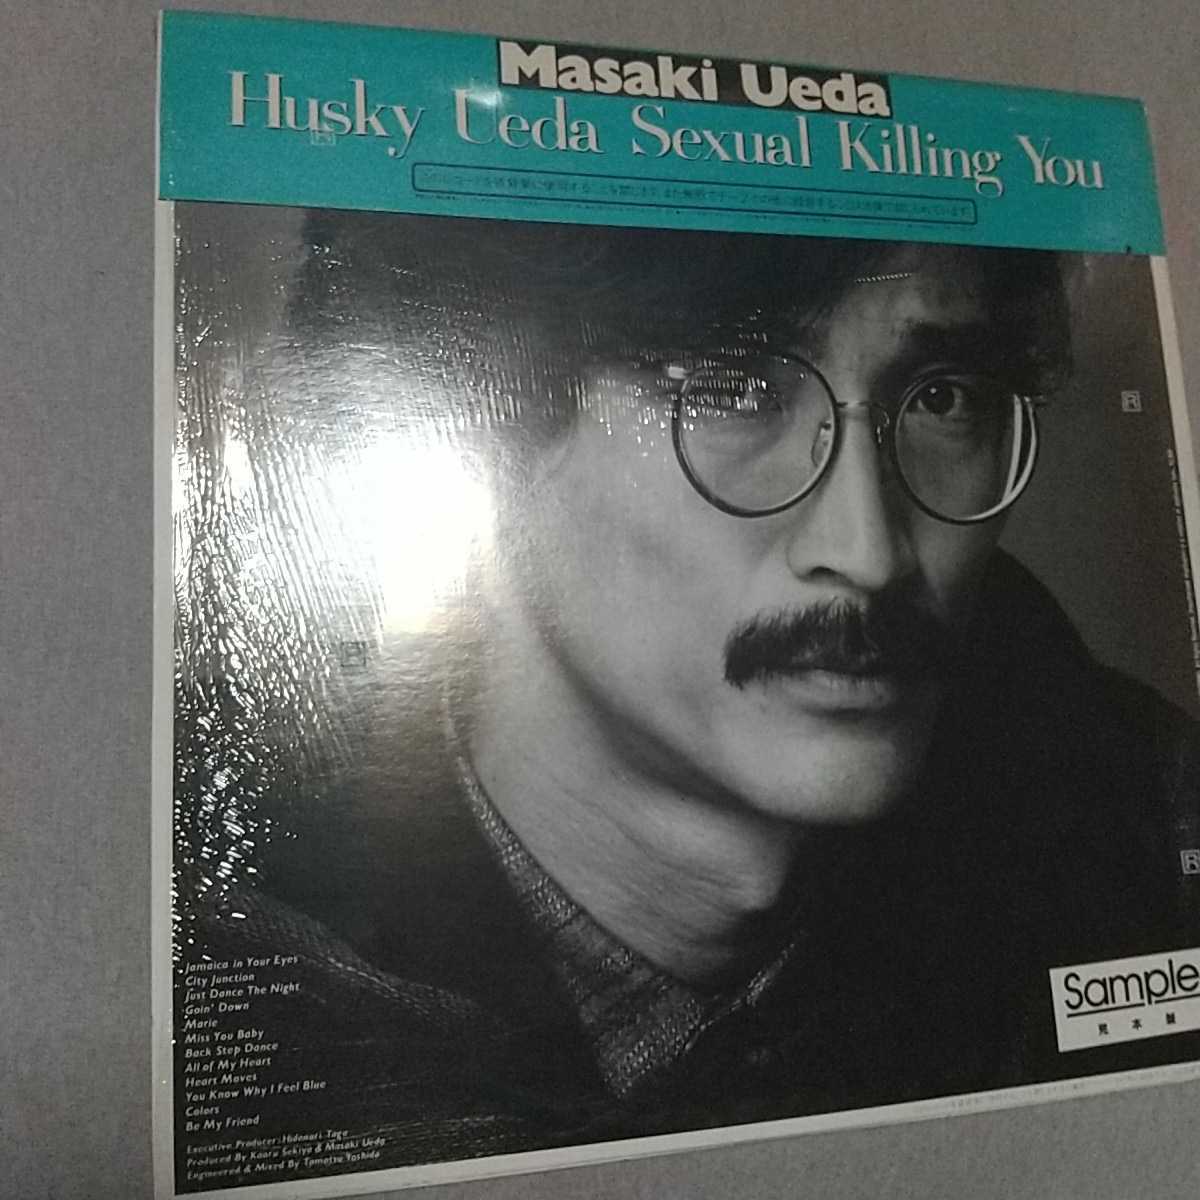 Masaki Ueda
Husky Ueda Sexual Killing You
R
R
R
R
Jamaica in Your Eyes
City Junction
Just Dance The Night
Goin' Down
Marie
Miss You Baby
Back Step Dance
All of My Heart
Heart Moves
You Know Why I Feel Blue
Colors
Be My Friend
Executive Producer: Hidenori Taga
Produced By Kaoru Sekiya & Masaki Ueda
Engineered & Mixed By Tamotsu Yoshida
Sample
見本盤